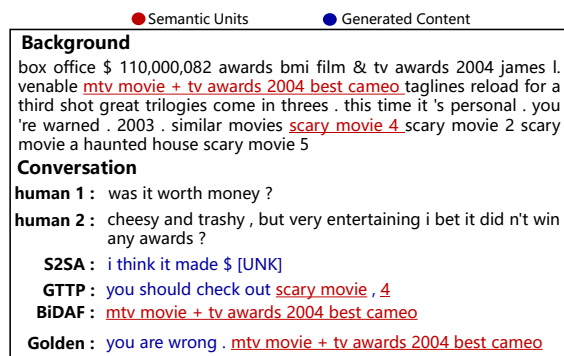 Semantic Units Generated Content
Background
box office $ 110,000,082 awards bmi film & tv awards 2004 james l.
venable mtv movie + tv awards 2004 best cameo taglines reload for a
third shot great trilogies come in threes . this time it 's personal . you
're warned . 2003 . similar movies scary movie 4 scary movie 2 scary
movie a haunted house scary movie 5
Conversation
human 1 : was it worth money ?
human 2 : cheesy and trashy , but very entertaining i bet it did n't win
any awards ?
S2SA : i think it made $ [UNK]
GTTP : you should check out scary movie , 4
BiDAF : mtv movie + tv awards 2004 best cameo
Golden : you are wrong . mtv movie + tv awards 2004 best cameo